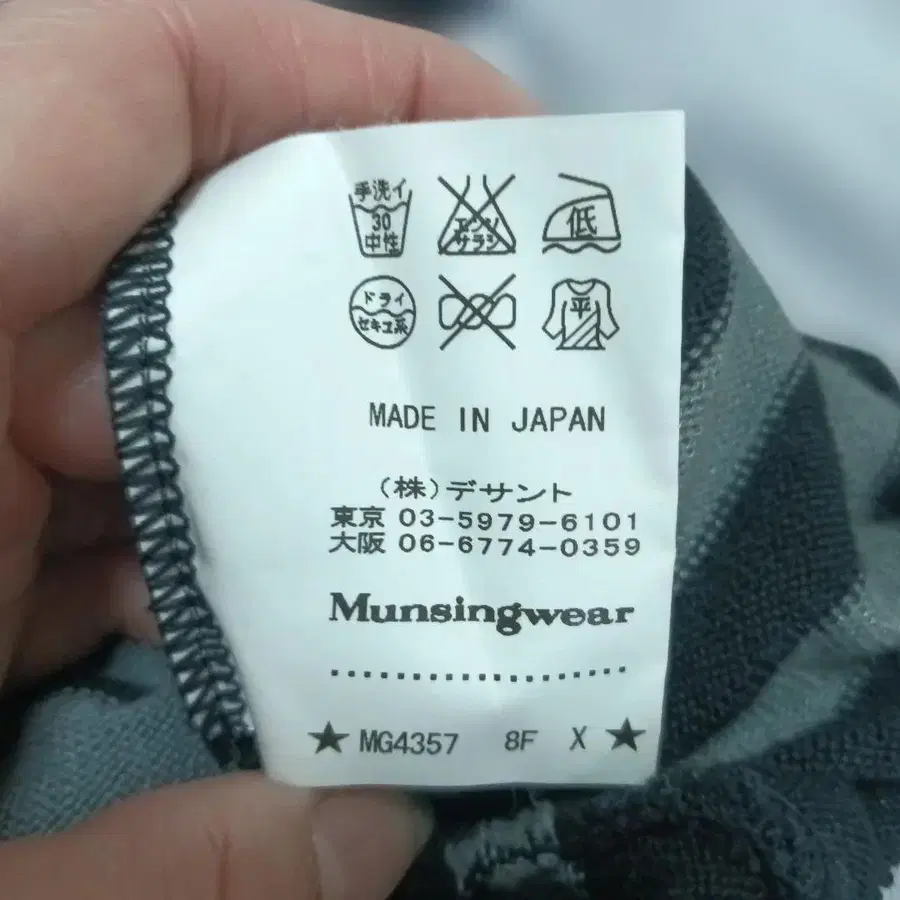 手洗イ
30
中性
エンソ
サラシ
低
ドライ
セキユ系
平
MADE IN JAPAN
(株)デサント
東京 03-5979-6101
大阪 06-6774-0359
Munsingwear
★ MG4357 8F X ★